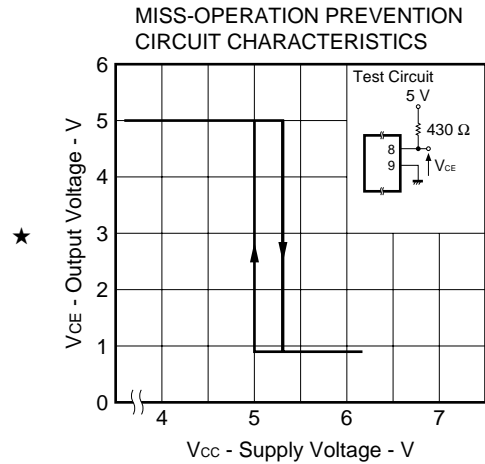 MISS-OPERATION PREVENTION
CIRCUIT CHARACTERISTICS
6
5
4
3
2
1
0
★
VCE - Output Voltage - V
Test Circuit
5 V
430 Ω
8
9
VCE
4
5
6
7
VCC - Supply Voltage - V